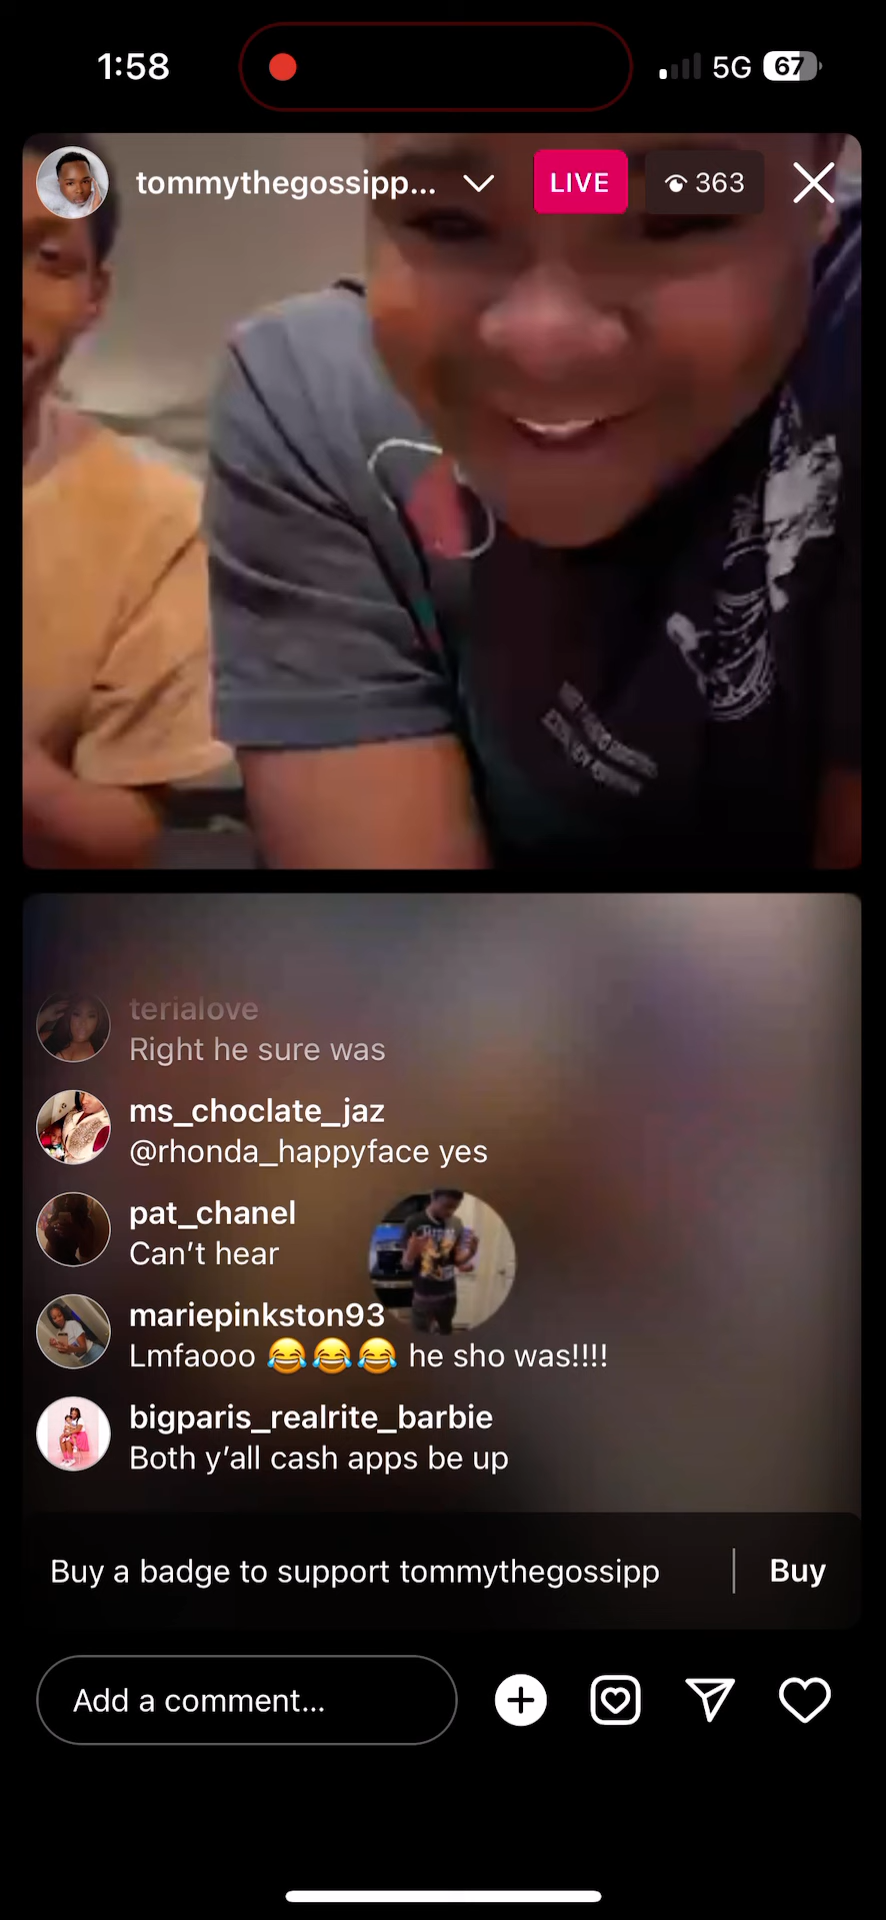 1:58
5G 67
tommythegossipp...
LIVE
363
terialove
Right he sure was
ms_choclate_jaz
@rhonda_happyface yes
pat_chanel
Can’t hear
mariepinkston93
Lmfaooo 😂😂😂 he sho was!!!!
bigparis_realrite_barbie
Both y’all cash apps be up
Buy a badge to support tommythegossipp
Buy
Add a comment...